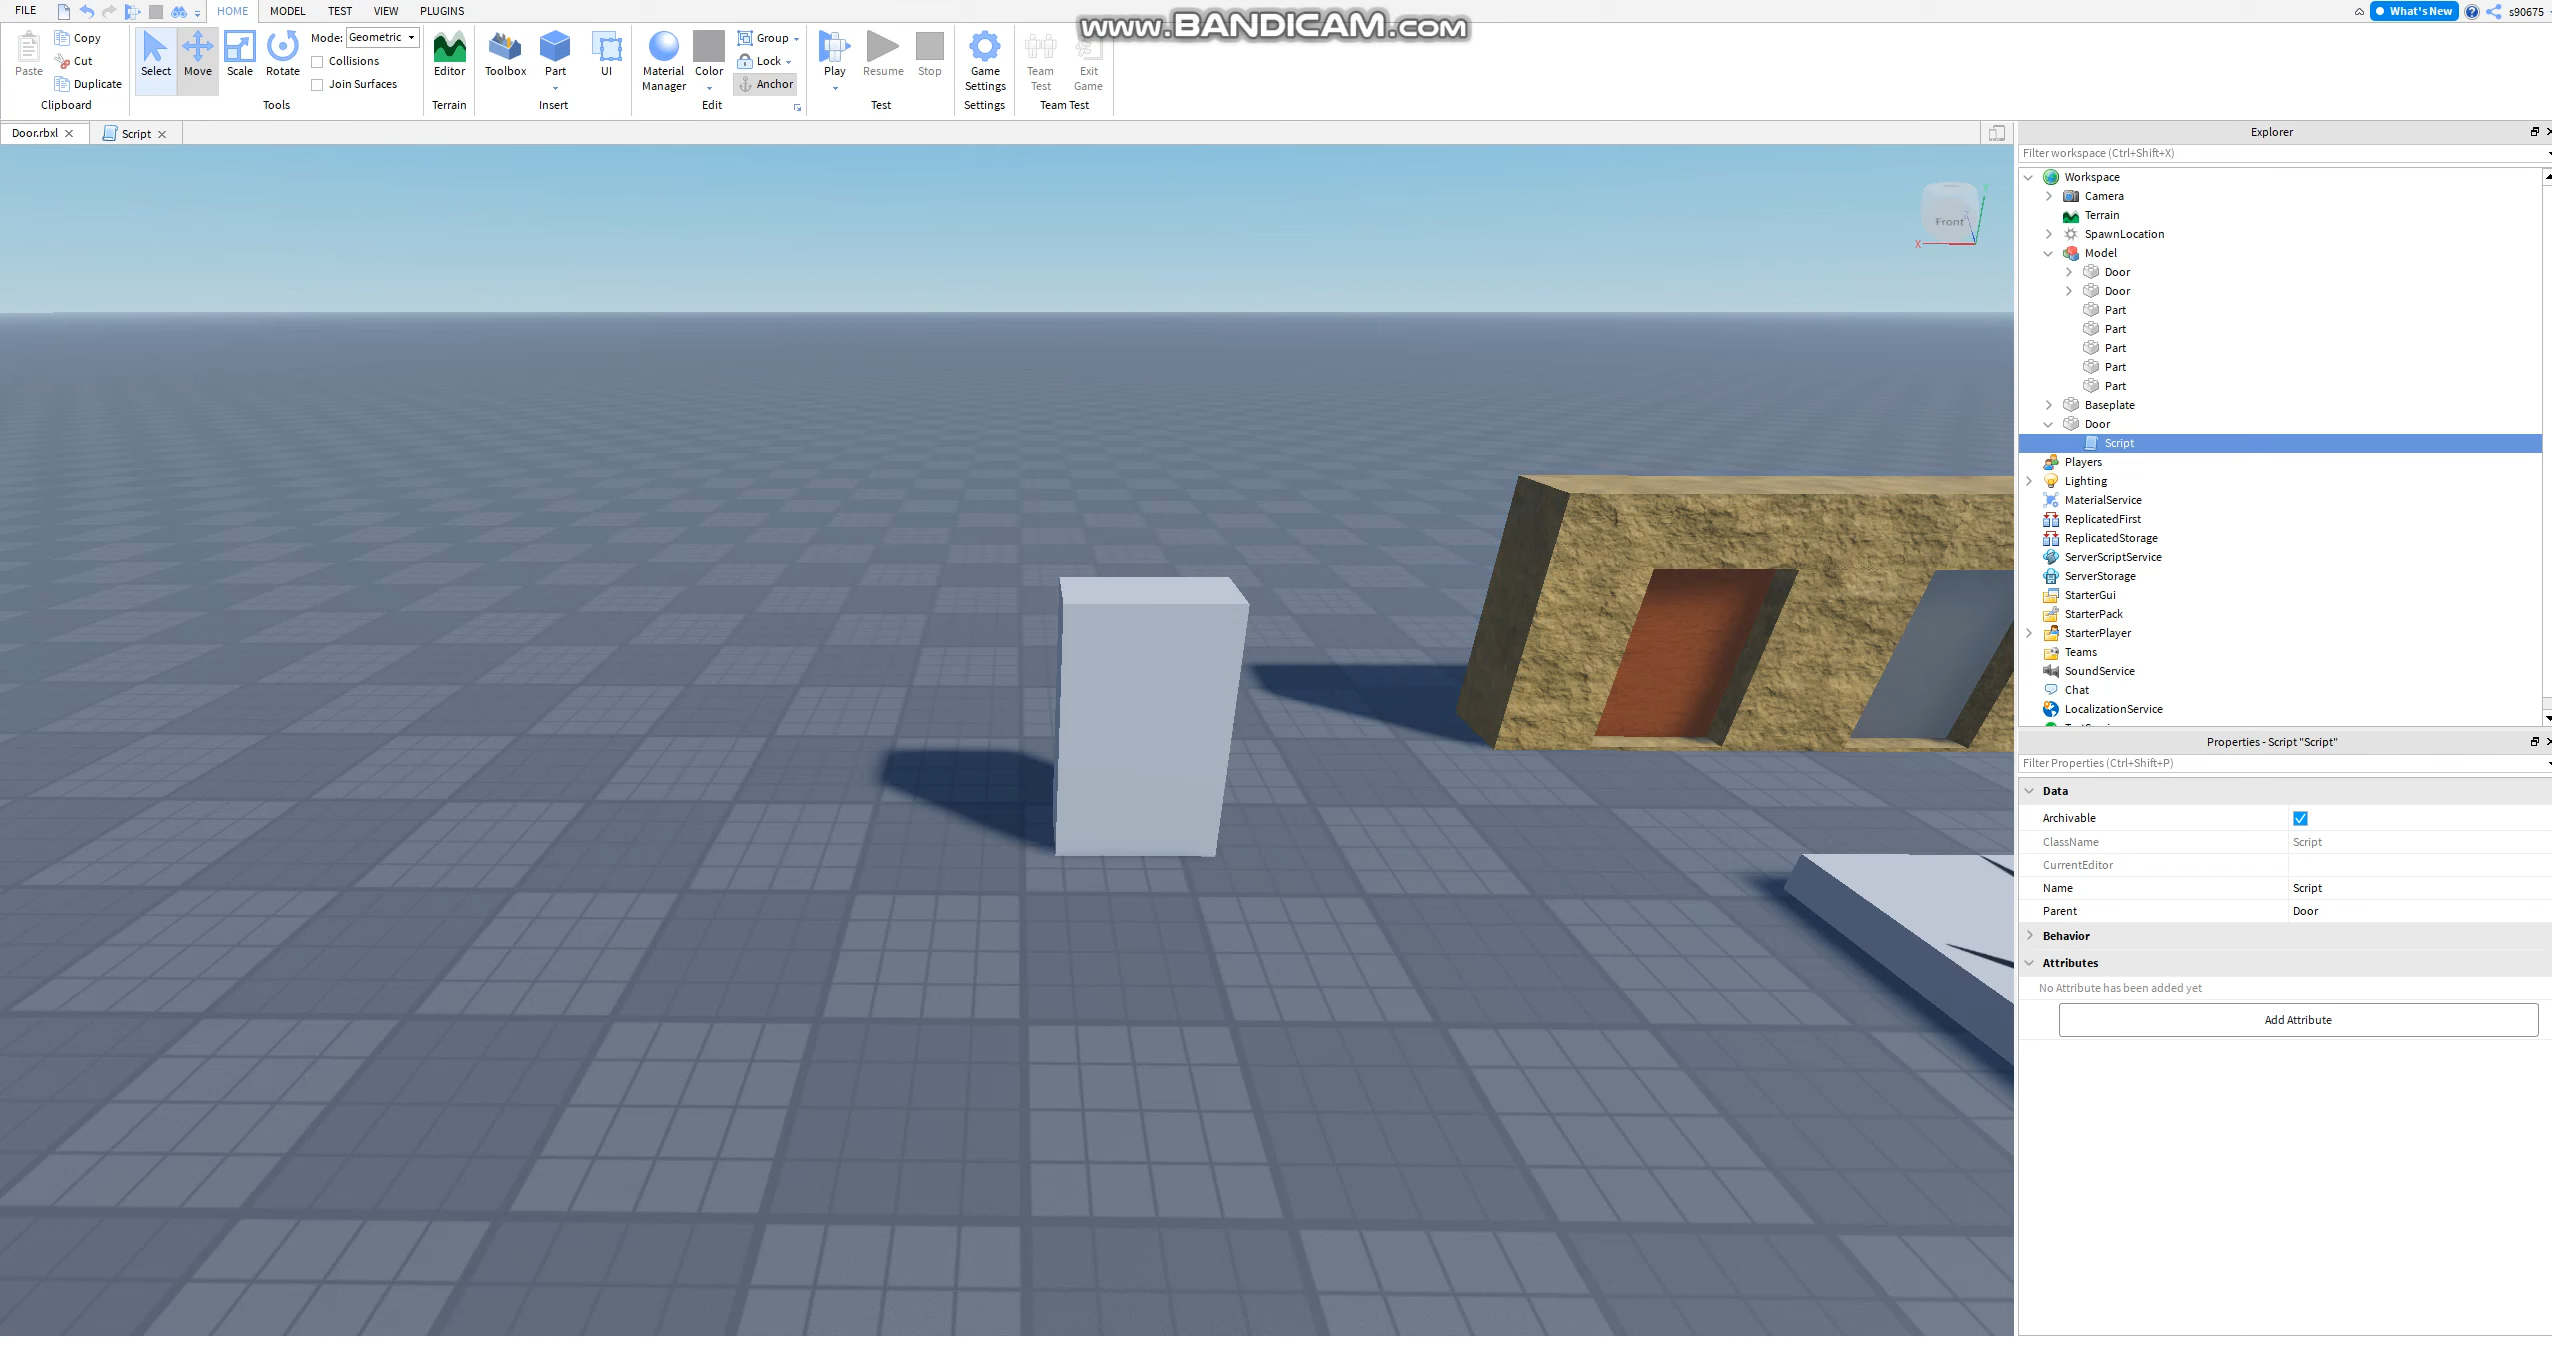 FILE HOME MODEL TEST VIEW PLUGINS
www.BANDICAM.com
What's New s90675
Paste Copy Cut Duplicate Clipboard
Select Move Scale Rotate Mode: Geometric Collisions Join Surfaces Tools
Editor Terrain
Toolbox Part UI Insert
Material Manager Color Group Lock Anchor Edit
Play Resume Stop Test
Game Settings Settings
Team Test Exit Game Team Test
Door.rbxl Script
Front
X
Explorer
Filter workspace (Ctrl+Shift+X)
Workspace
Camera
Terrain
SpawnLocation
Model
Door
Door
Part
Part
Part
Part
Part
Baseplate
Door
Script
Players
Lighting
MaterialService
ReplicatedFirst
ReplicatedStorage
ServerScriptService
ServerStorage
StarterGui
StarterPack
StarterPlayer
Teams
SoundService
Chat
LocalizationService
Properties - Script "Script"
Filter Properties (Ctrl+Shift+P)
Data
Archivable
ClassName Script
CurrentEditor
Name Script
Parent Door
Behavior
Attributes
No Attribute has been added yet
Add Attribute